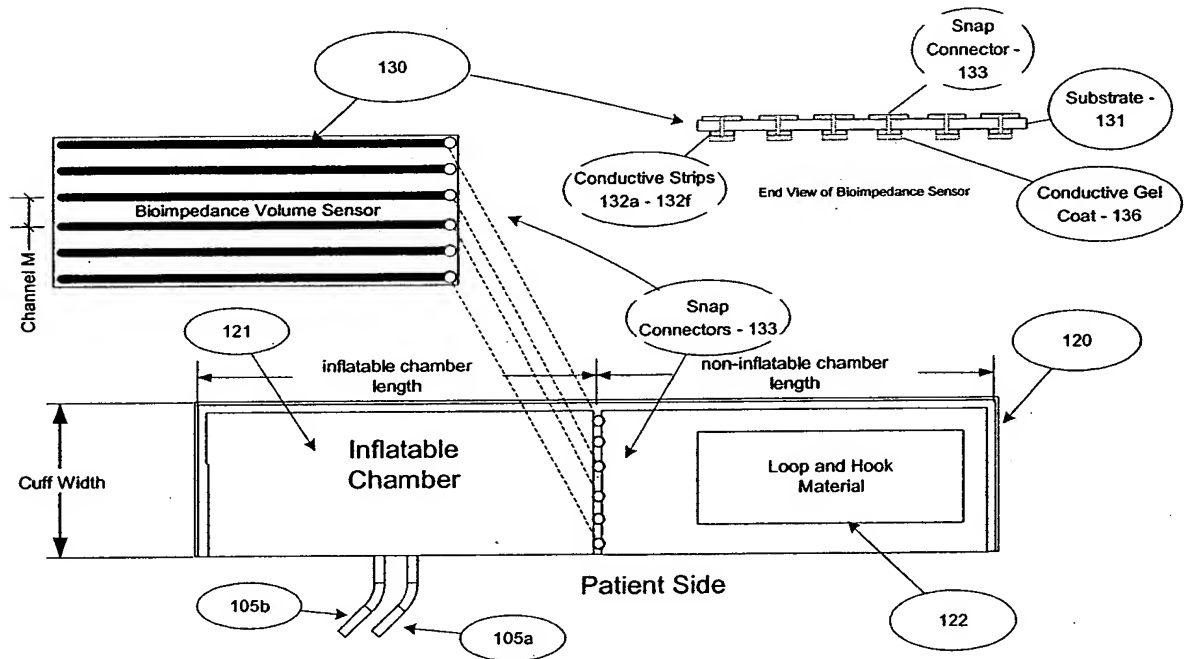 130
Snap
Connector -
133
Substrate -
131
Conductive Strips
132a - 132f
End View of Bioimpedance Sensor
Conductive Gel
Coat - 136
Bioimpedance Volume Sensor
Channel M
121
Snap
Connectors - 133
120
inflatable chamber
length
non-inflatable chamber
length
Cuff Width
Inflatable
Chamber
Loop and Hook
Material
Patient Side
105b
105a
122